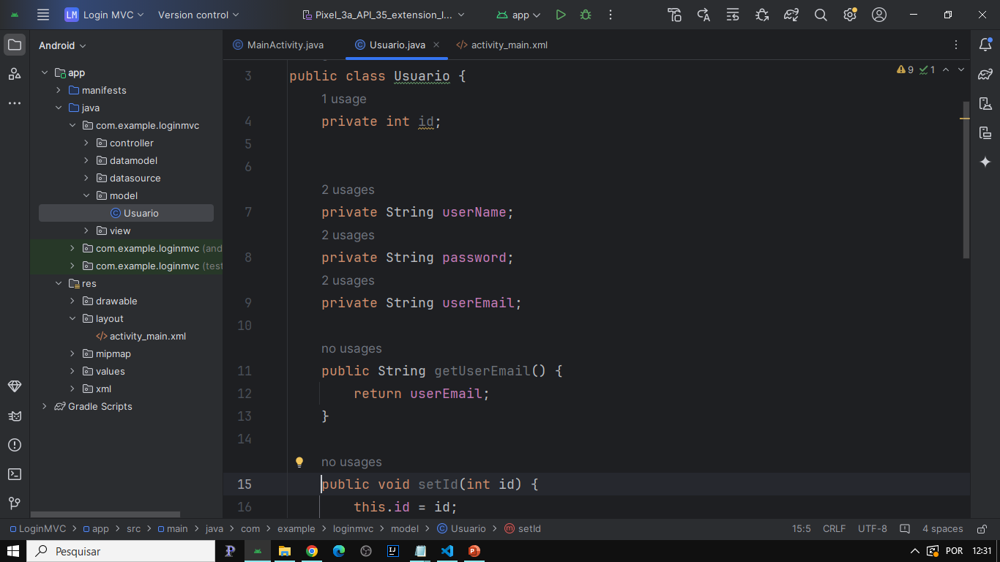 LM Login MVC Version control Pixel_3a_API_35_extension_l... app
Android
MainActivity.java Usuario.java activity_main.xml
app
manifests
java
com.example.loginmvc
controller
datamodel
datasource
model
Usuario
view
com.example.loginmvc (and
com.example.loginmvc (test
res
drawable
layout
activity_main.xml
mipmap
values
xml
Gradle Scripts
9 1
3 public class Usuario {
1 usage
4 private int id;
5
6
2 usages
7 private String userName;
2 usages
8 private String password;
2 usages
9 private String userEmail;
10
no usages
11 public String getUserEmail() {
12 return userEmail;
13 }
14
no usages
15 public void setId(int id) {
16 this.id = id;
LoginMVC > app > src > main > java > com > example > loginmvc > model > Usuario > setId 15:5 CRLF UTF-8 4 spaces
Pesquisar POR 12:31